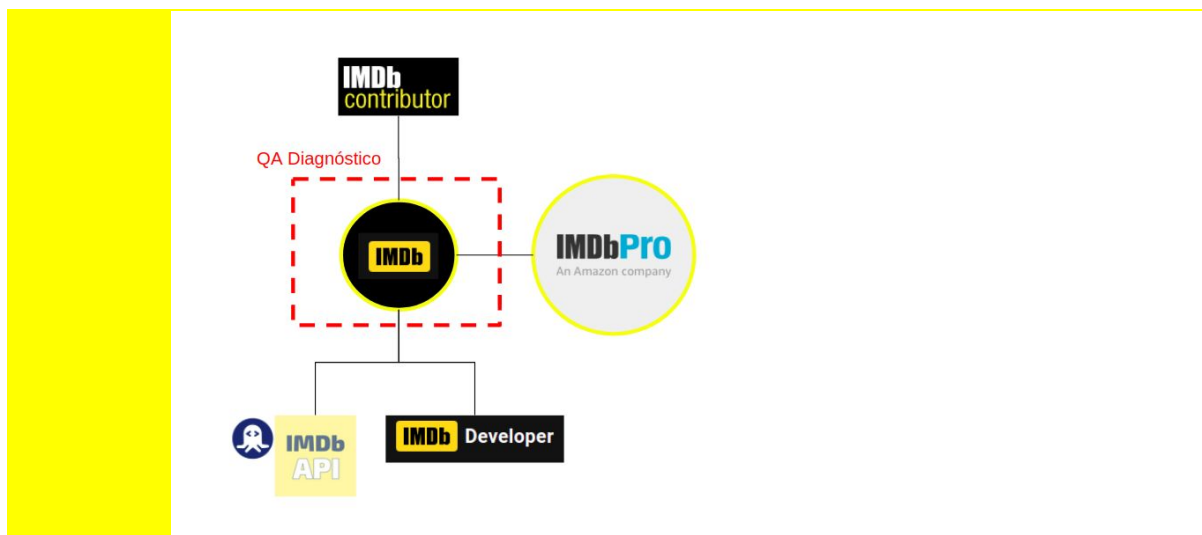 IMDb
contributor
QA Diagnóstico
IMDb
IMDbPro
An Amazon company
IMDb
API
IMDb Developer